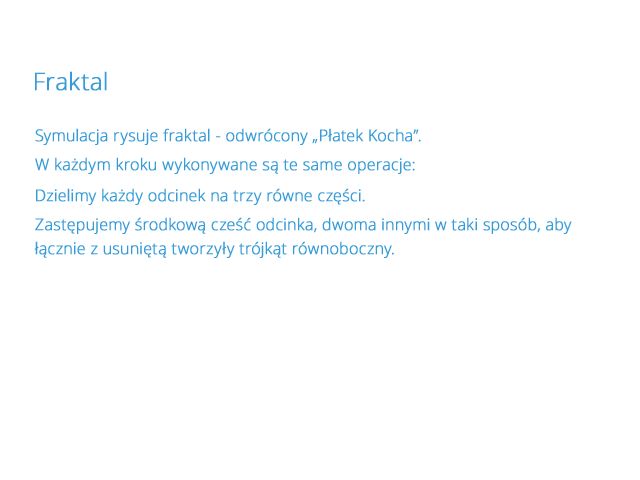 Fraktal
Symulacja rysuje fraktal - odwrócony „Płatek Kocha”.
W każdym kroku wykonywane są te same operacje:
Dzielimy każdy odcinek na trzy równe części.
Zastępujemy środkową cześć odcinka, dwoma innymi w taki sposób, aby
łącznie z usuniętą tworzyły trójkąt równoboczny.